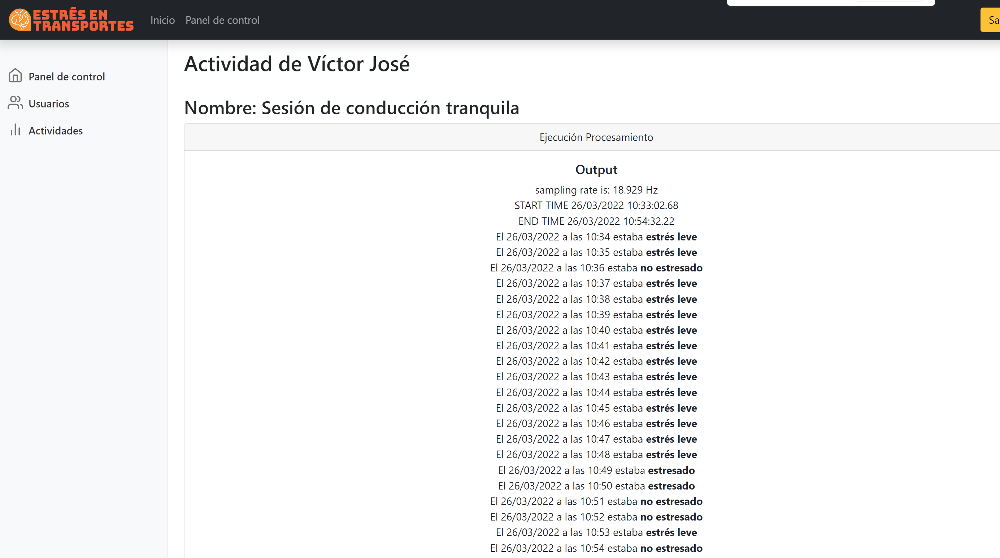 ESTRÉS EN
TRANSPORTES
Inicio
Panel de control
Panel de control
Usuarios
Actividades
Actividad de Víctor José
Nombre: Sesión de conducción tranquila
Ejecución Procesamiento
Output
sampling rate is: 18.929 Hz
START TIME 26/03/2022 10:33:02.68
END TIME 26/03/2022 10:54:32.22
El 26/03/2022 a las 10:34 estaba estrés leve
El 26/03/2022 a las 10:35 estaba estrés leve
El 26/03/2022 a las 10:36 estaba no estresado
El 26/03/2022 a las 10:37 estaba estrés leve
El 26/03/2022 a las 10:38 estaba estrés leve
El 26/03/2022 a las 10:39 estaba estrés leve
El 26/03/2022 a las 10:40 estaba estrés leve
El 26/03/2022 a las 10:41 estaba estrés leve
El 26/03/2022 a las 10:42 estaba estrés leve
El 26/03/2022 a las 10:43 estaba estrés leve
El 26/03/2022 a las 10:44 estaba estrés leve
El 26/03/2022 a las 10:45 estaba estrés leve
El 26/03/2022 a las 10:46 estaba estrés leve
El 26/03/2022 a las 10:47 estaba estrés leve
El 26/03/2022 a las 10:48 estaba estrés leve
El 26/03/2022 a las 10:49 estaba estresado
El 26/03/2022 a las 10:50 estaba estresado
El 26/03/2022 a las 10:51 estaba no estresado
El 26/03/2022 a las 10:52 estaba no estresado
El 26/03/2022 a las 10:53 estaba estrés leve
El 26/03/2022 a las 10:54 estaba no estresado